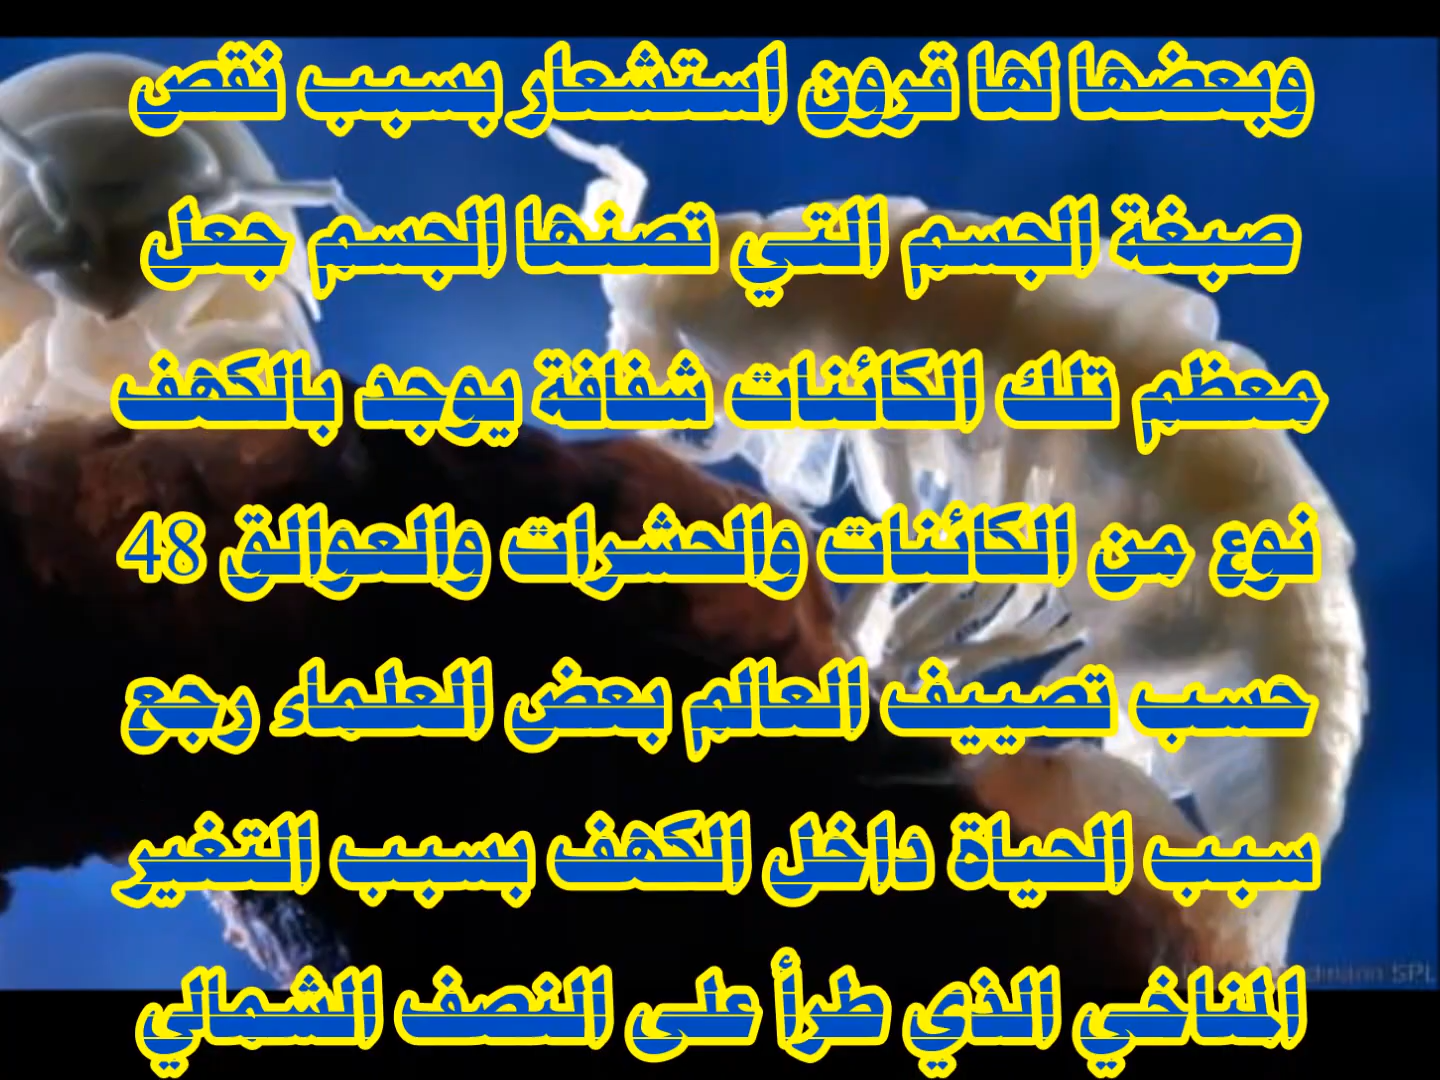 وبعضها لها قرون استشعار بسبب نقص
صبغة الجسم التي تصنها الجسم جعل
معظم تلك الكائنات شفافة يوجد بالكهف
نوع من الكائنات والحشرات والعوالق 48
حسب تصييف العالم بعض العلماء رجع
سبب الحياة داخل الكهف بسبب التغير
المناخي الذي طرأ على النصف الشمالي
SPL